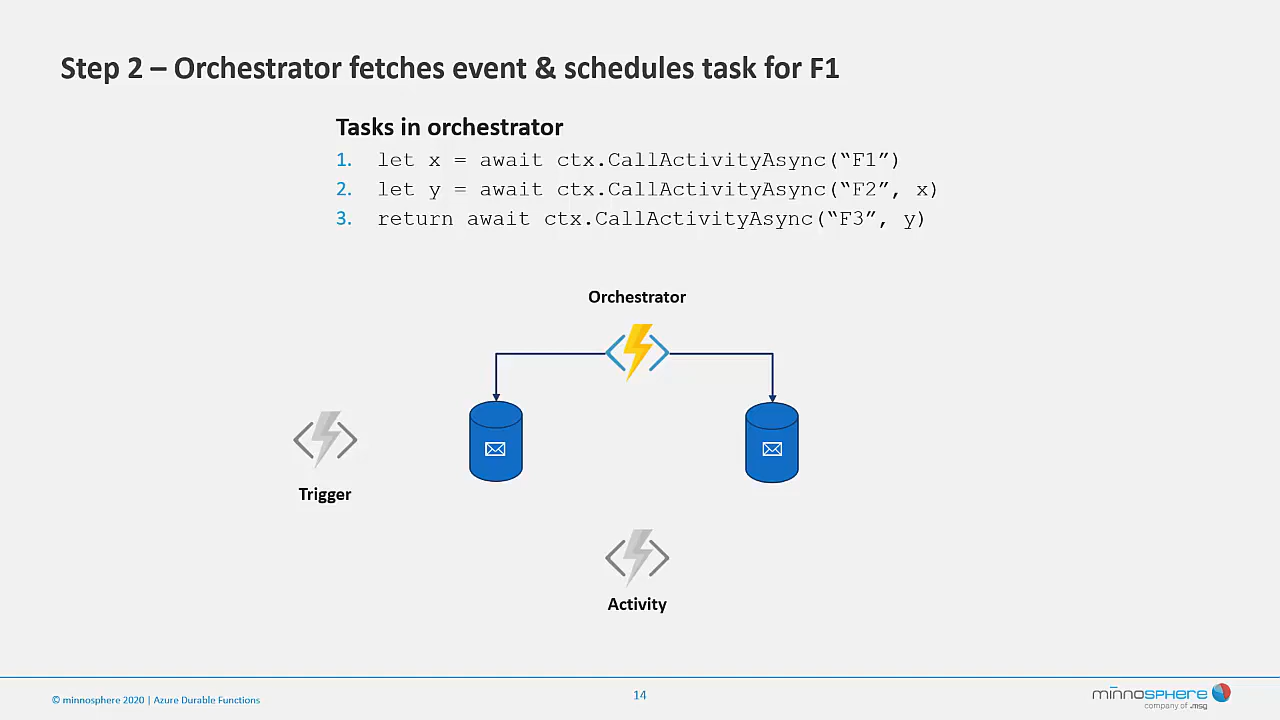 Step 2 – Orchestrator fetches event & schedules task for F1
Tasks in orchestrator
1. let x = await ctx.CallActivityAsync(“F1”)
2. let y = await ctx.CallActivityAsync(“F2”, x)
3. return await ctx.CallActivityAsync(“F3”, y)
Orchestrator
Trigger
Activity
© minnosphere 2020 | Azure Durable Functions
14
minnosphere
company of .msg